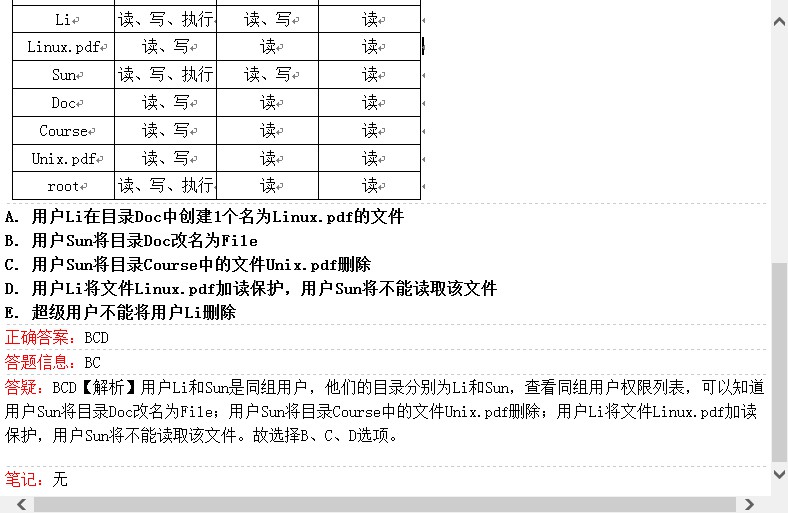 Li 读、写、执行 读、写 读
Linux.pdf 读、写 读 读
Sun 读、写、执行 读、写 读
Doc 读、写 读 读
Course 读、写 读 读
Unix.pdf 读、写 读 读
root 读、写、执行 读 读
A. 用户Li在目录Doc中创建1个名为Linux.pdf的文件
B. 用户Sun将目录Doc改名为File
C. 用户Sun将目录Course中的文件Unix.pdf删除
D. 用户Li将文件Linux.pdf加读保护，用户Sun将不能读取该文件
E. 超级用户不能将用户Li删除
正确答案：BCD
答题信息：BC
答疑：BCD【解析】用户Li和Sun是同组用户，他们的目录分别为Li和Sun，查看同组用户权限列表，可以知道
用户Sun将目录Doc改名为File；用户Sun将目录Course中的文件Unix.pdf删除；用户Li将文件Linux.pdf加读
保护，用户Sun将不能读取该文件。故选择B、C、D选项。
笔记：无